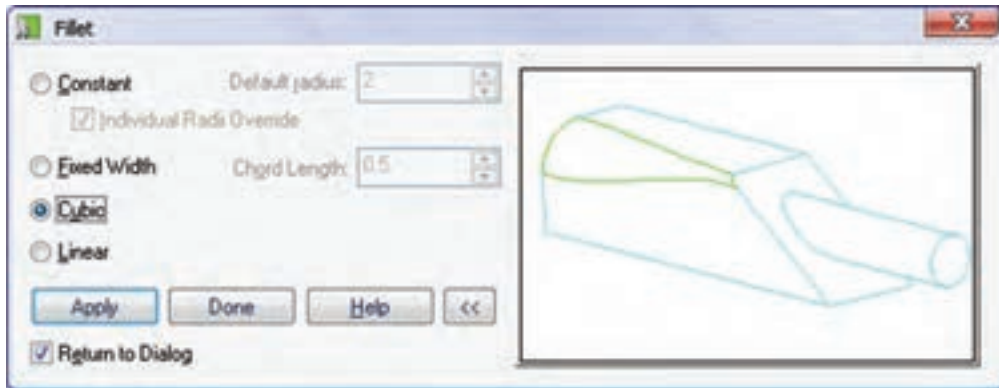 Fillet
Constant Default radius: 2
Individual Radii Override
Fixed Width Chord Length: 0.5
Cubic
Linear
Apply Done Help <<
Return to Dialog